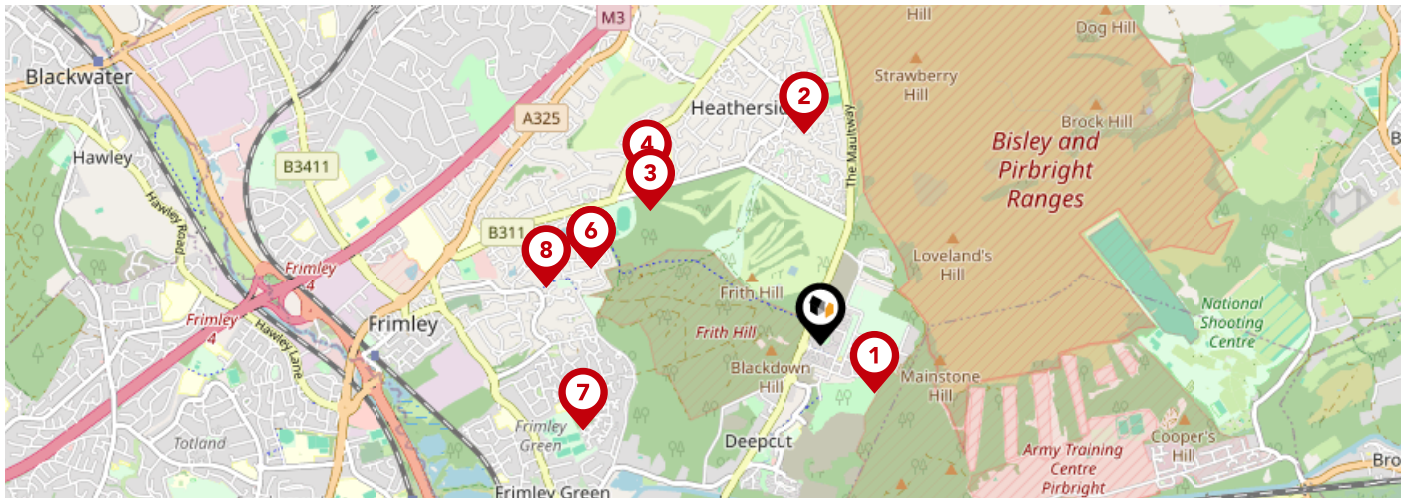 M3
Hill
Dog Hill
Blackwater
Strawberry
Hill
2
Heatherside
A325
Brock Hill
Bisley and
Pirbright
Ranges
4
Hawley
B3411
The Maultway
3
Hawley Road
B311
6
8
Loveland's
Hill
Frimley
4
Frith Hill
Frimley
4
Frimley
Hawley Lane
Frith Hill
National
Shooting
Centre
1
Blackdown
Hill
Mainstone
Hill
7
Frimley
Green
Totland
Deepcut
Cooper's
Hill
Army Training
Centre
Pirbright
Bro
Frimley Green